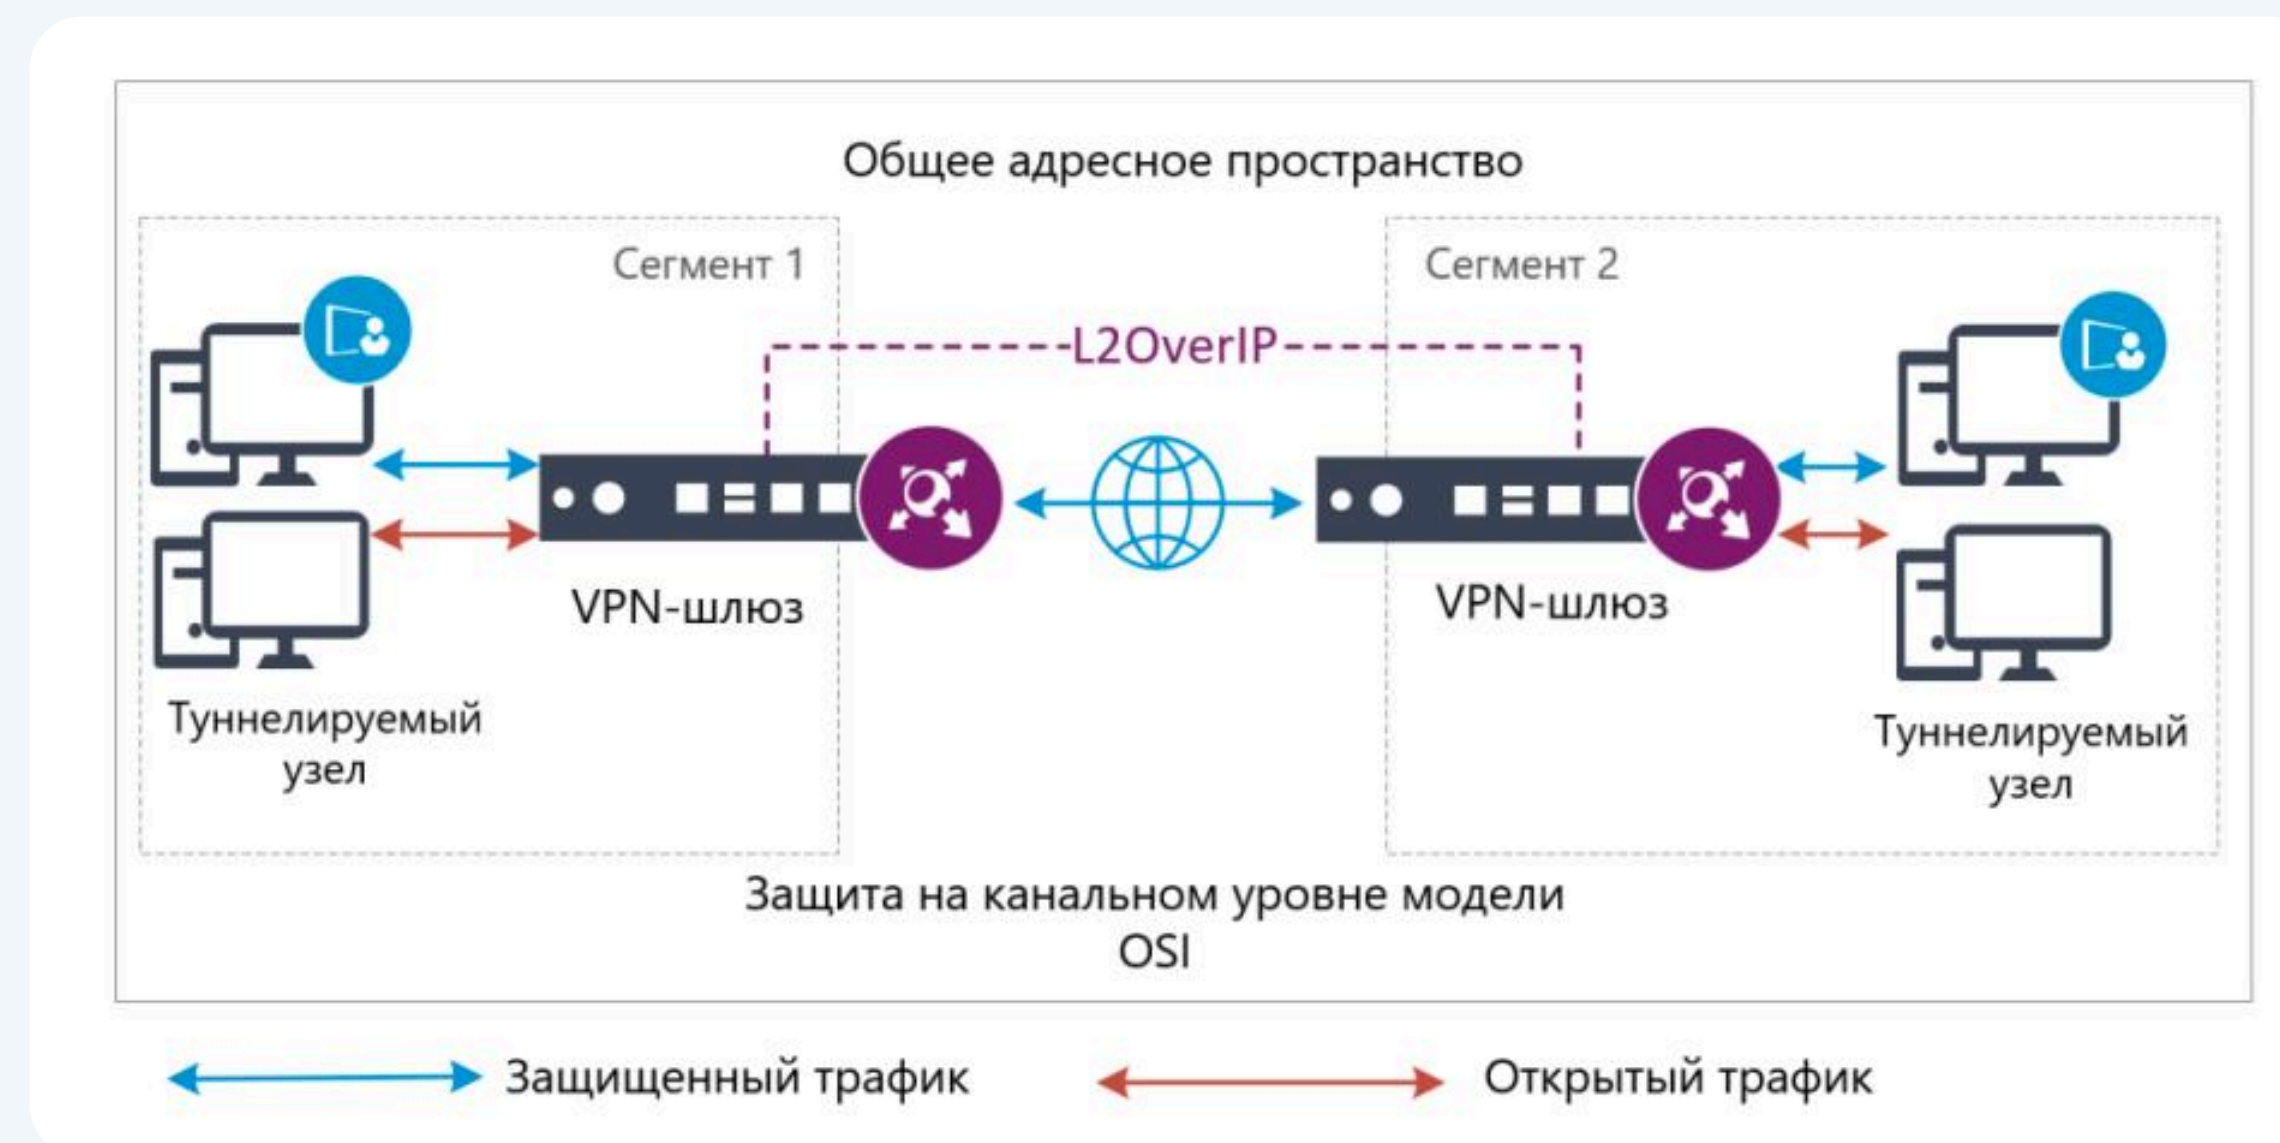 Общее адресное пространство
Сегмент 1
Сегмент 2
L2OverIP
VPN-шлюз
VPN-шлюз
Туннелируемый
узел
Туннелируемый
узел
Защита на канальном уровне модели
OSI
Защищенный трафик
Открытый трафик